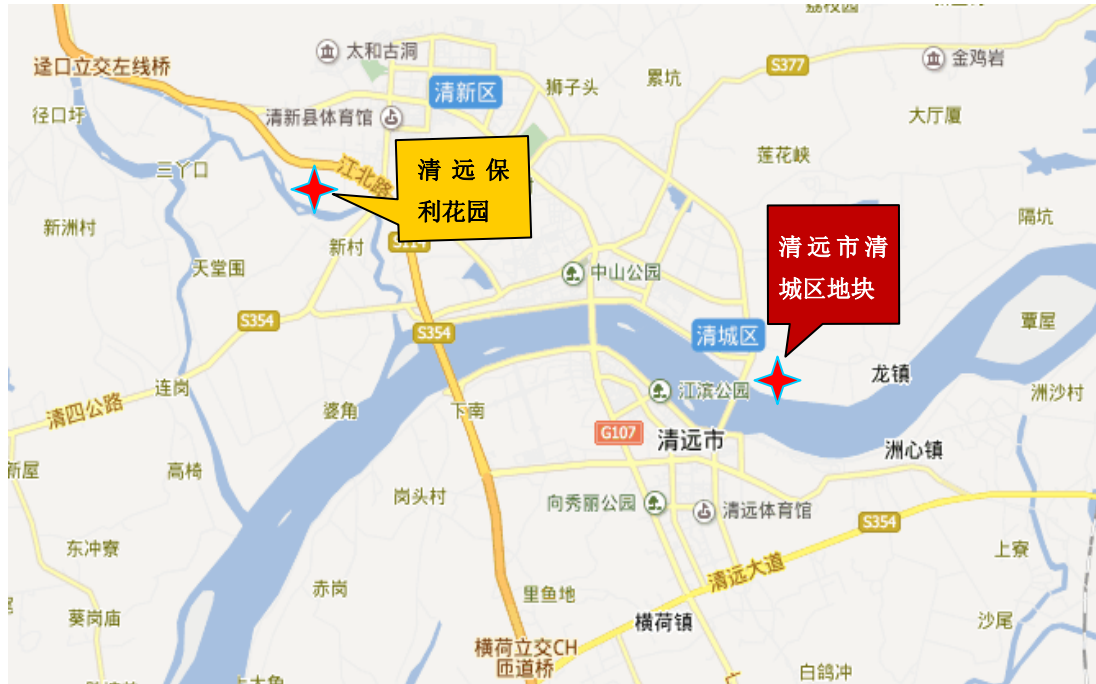 荔枝园
太和古洞
逕口立交左线桥
S377
金鸡岩
清新区
狮子头
累坑
径口圩
清新县体育馆
大厅厦
莲花峡
三丫口
江北路
清远保
利花园
新洲村
新村
隔坑
清远市清
城区地块
天堂围
中山公园
S354
S354
清城区
覃屋
龙镇
连岗
清四公路
婆角
下南
江滨公园
洲沙村
G107
清远市
洲心镇
新屋
高椅
岗头村
向秀丽公园
清远体育馆
S354
东冲寮
上寮
赤岗
里鱼地
清远大道
葵岗庙
横荷镇
沙尾
横荷立交CH
匝道桥
白鸽冲